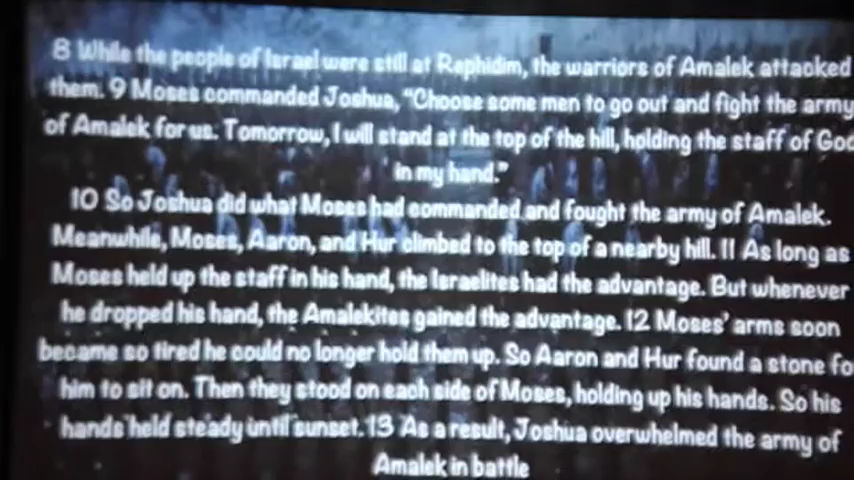 8 While the people of Israel were still at Rephidim, the warriors of Amalek attacked
them. 9 Moses commanded Joshua, "Choose some men to go out and fight the army
of Amalek for us. Tomorrow, I will stand at the top of the hill, holding the staff of God
in my hand."
10 So Joshua did what Moses had commanded and fought the army of Amalek.
Meanwhile, Moses, Aaron, and Hur climbed to the top of a nearby hill. 11 As long as
Moses held up the staff in his hand, the Israelites had the advantage. But whenever
he dropped his hand, the Amalekites gained the advantage. 12 Moses' arms soon
became so tired he could no longer hold them up. So Aaron and Hur found a stone fo
him to sit on. Then they stood on each side of Moses, holding up his hands. So his
hands held steady until sunset. 13 As a result, Joshua overwhelmed the army of
Amalek in battle